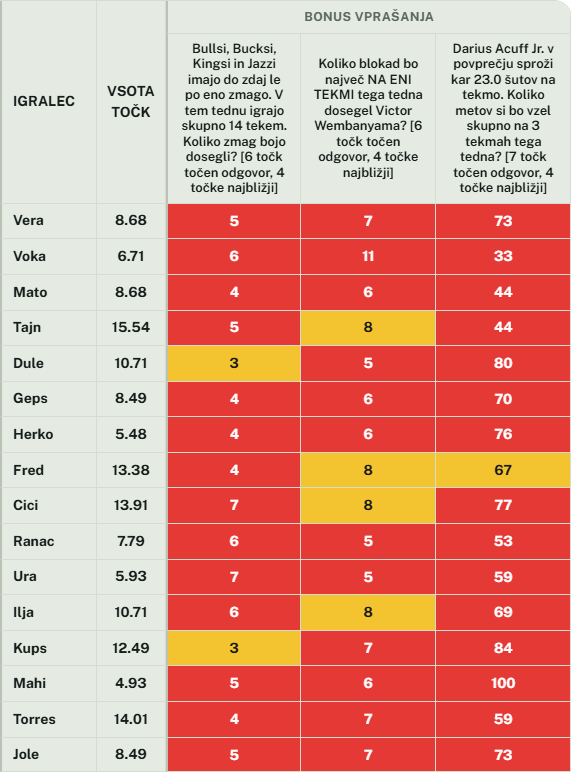 BONUS VPRAŠANJA
IGRALEC
VSOTA
TOČK
Bullsi, Bucksi,
Kingsi in Jazzi
imajo do zdaj le
po eno zmago. V
tem tednu igrajo
skupno 14 tekem.
Koliko zmag bojo
dosegli? [6 točk
točen odgovor, 4
točke najbližji]
Koliko blokad bo
največ NA ENI
TEKMI tega tedna
dosegel Victor
Wembanyama? [6
točk točen
odgovor, 4 točke
najbližji]
Darius Acuff Jr. v
povprečju sproži
kar 23.0 šutov na
tekmo. Koliko
metov si bo vzel
skupno na 3
tekmah tega
tedna? [7 točk
točen odgovor, 4
točke najbližji]
Vera 8.68 5 7 73
Voka 6.71 6 11 33
Mato 8.68 4 6 44
Tajn 15.54 5 8 44
Dule 10.71 3 5 80
Geps 8.49 4 6 70
Herko 5.48 4 6 76
Fred 13.38 4 8 67
Cici 13.91 7 8 77
Ranac 7.79 6 5 53
Ura 5.93 7 5 59
Ilja 10.71 6 8 69
Kups 12.49 3 7 84
Mahi 4.93 5 6 100
Torres 14.01 4 7 59
Jole 8.49 5 7 73